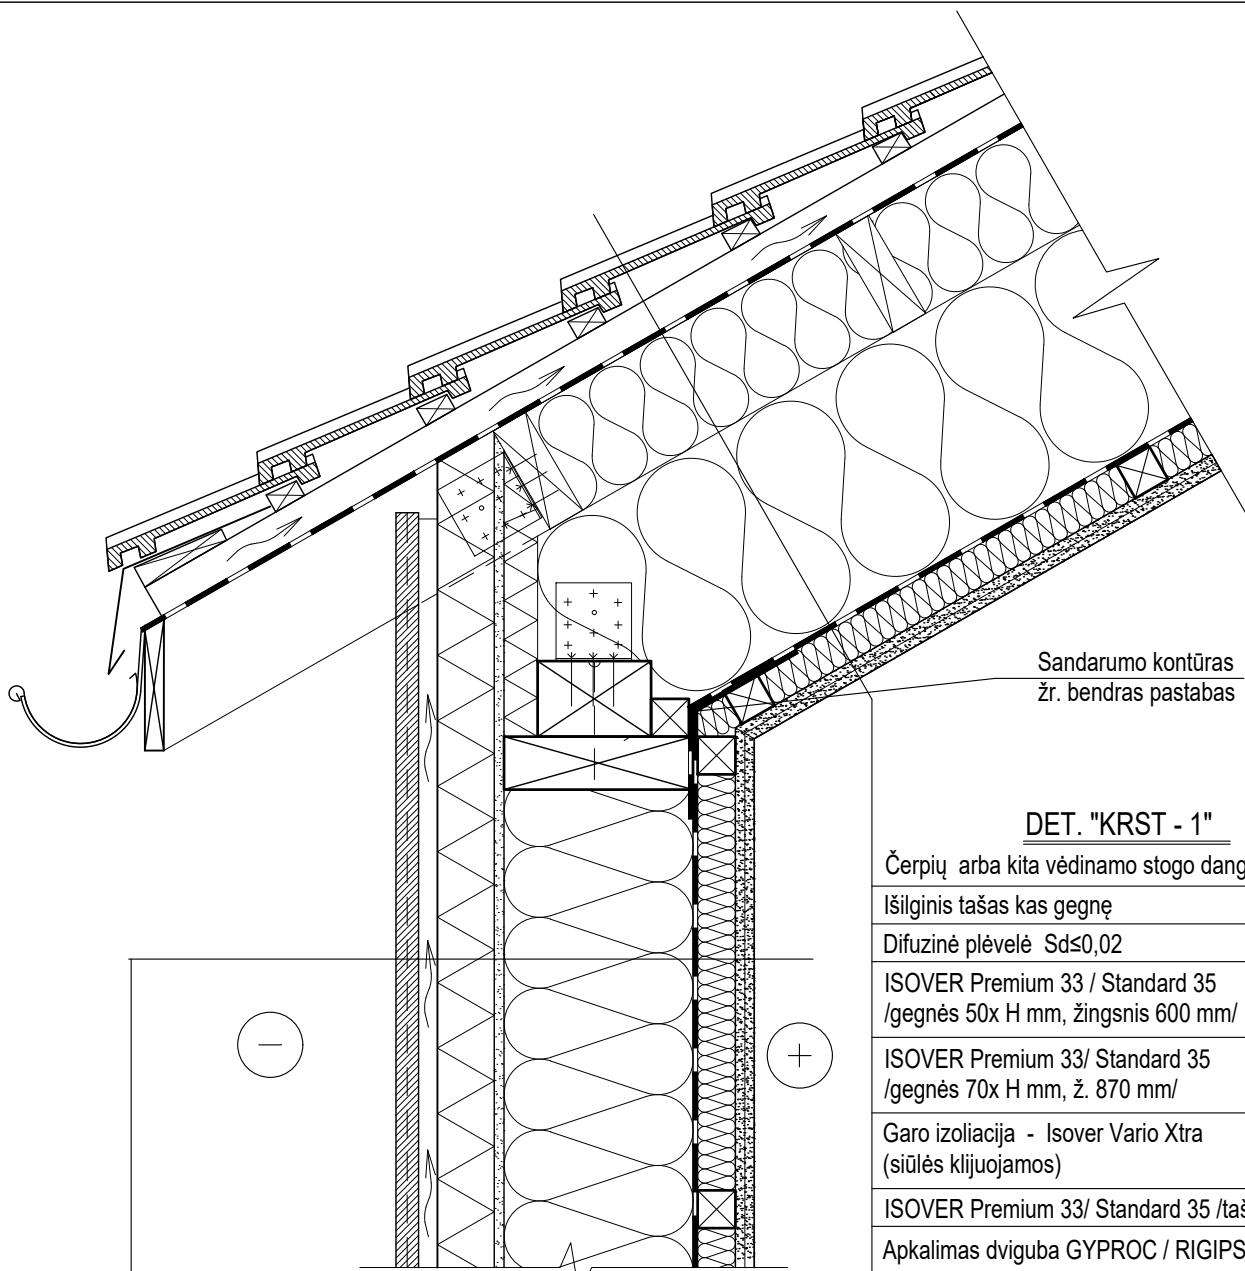 Sandarumo kontūras
žr. bendras pastabas
DET. "KRST - 1"
Čerpių arba kita vėdinamo stogo dang
Išilginis tašas kas gegnę
Difuzinė plėvelė Sd≤0,02
ISOVER Premium 33 / Standard 35
/gegnės 50x H mm, žingsnis 600 mm/
ISOVER Premium 33/ Standard 35
/gegnės 70x H mm, ž. 870 mm/
Garo izoliacija - Isover Vario Xtra
(siūlės klijuojamos)
ISOVER Premium 33/ Standard 35 /taš
Apkalimas dviguba GYPROC / RIGIPS